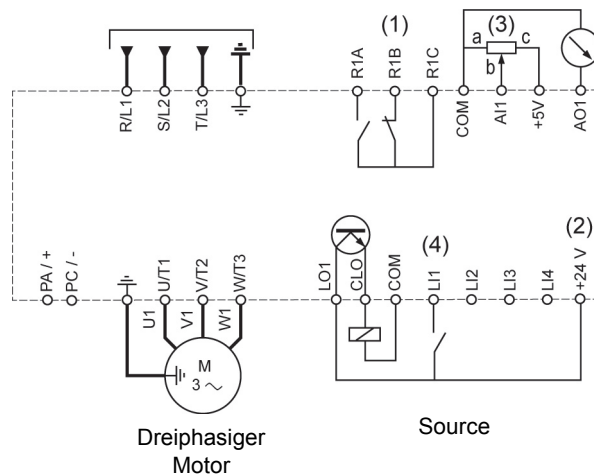 (1)
(3)
a
c
b
R/L1
S/L2
T/L3
R1A
R1B
R1C
COM
AI1
+5V
AO1
(4)
(2)
PA / +
PC / -
U/T1
V/T2
W/T3
U1
V1
W1
LO1
CLO
COM
LI1
LI2
LI3
LI4
+24 V
M
3 ~
Dreiphasiger
Motor
Source